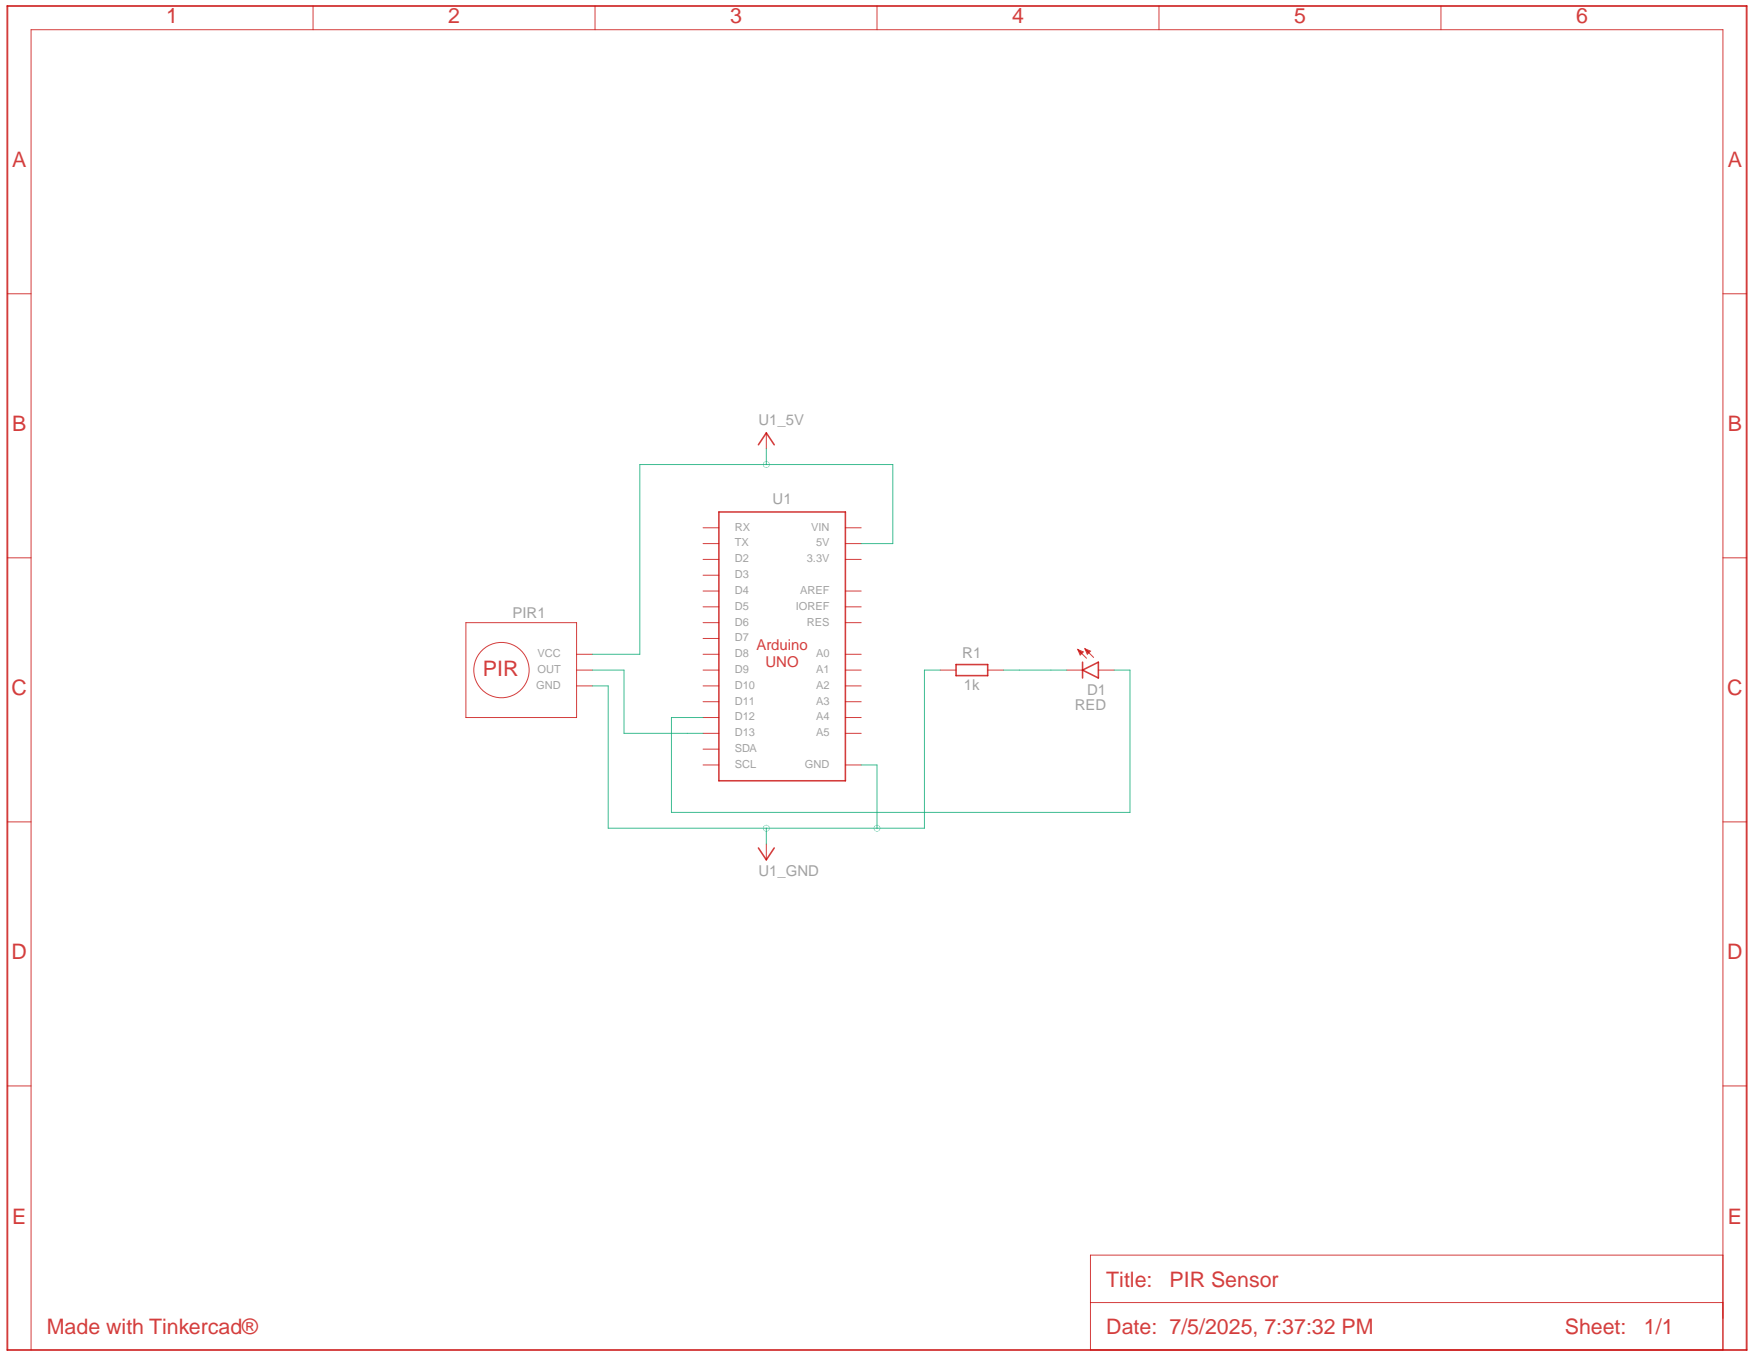 1 2 3 4 5 6
A A
B B
U1_5V
U1
RX VIN
TX 5V
D2 3.3V
D3
D4 AREF
D5 IOREF
D6 RES
D7
D8 A0
D9 A1
D10 A2
D11 A3
D12 A4
D13 A5
SDA
SCL GND
Arduino
UNO
PIR1
PIR
VCC
OUT
GND
R1
1k
D1
RED
C C
U1_GND
D D
E E
Title: PIR Sensor
Made with Tinkercad®
Date: 7/5/2025, 7:37:32 PM Sheet: 1/1